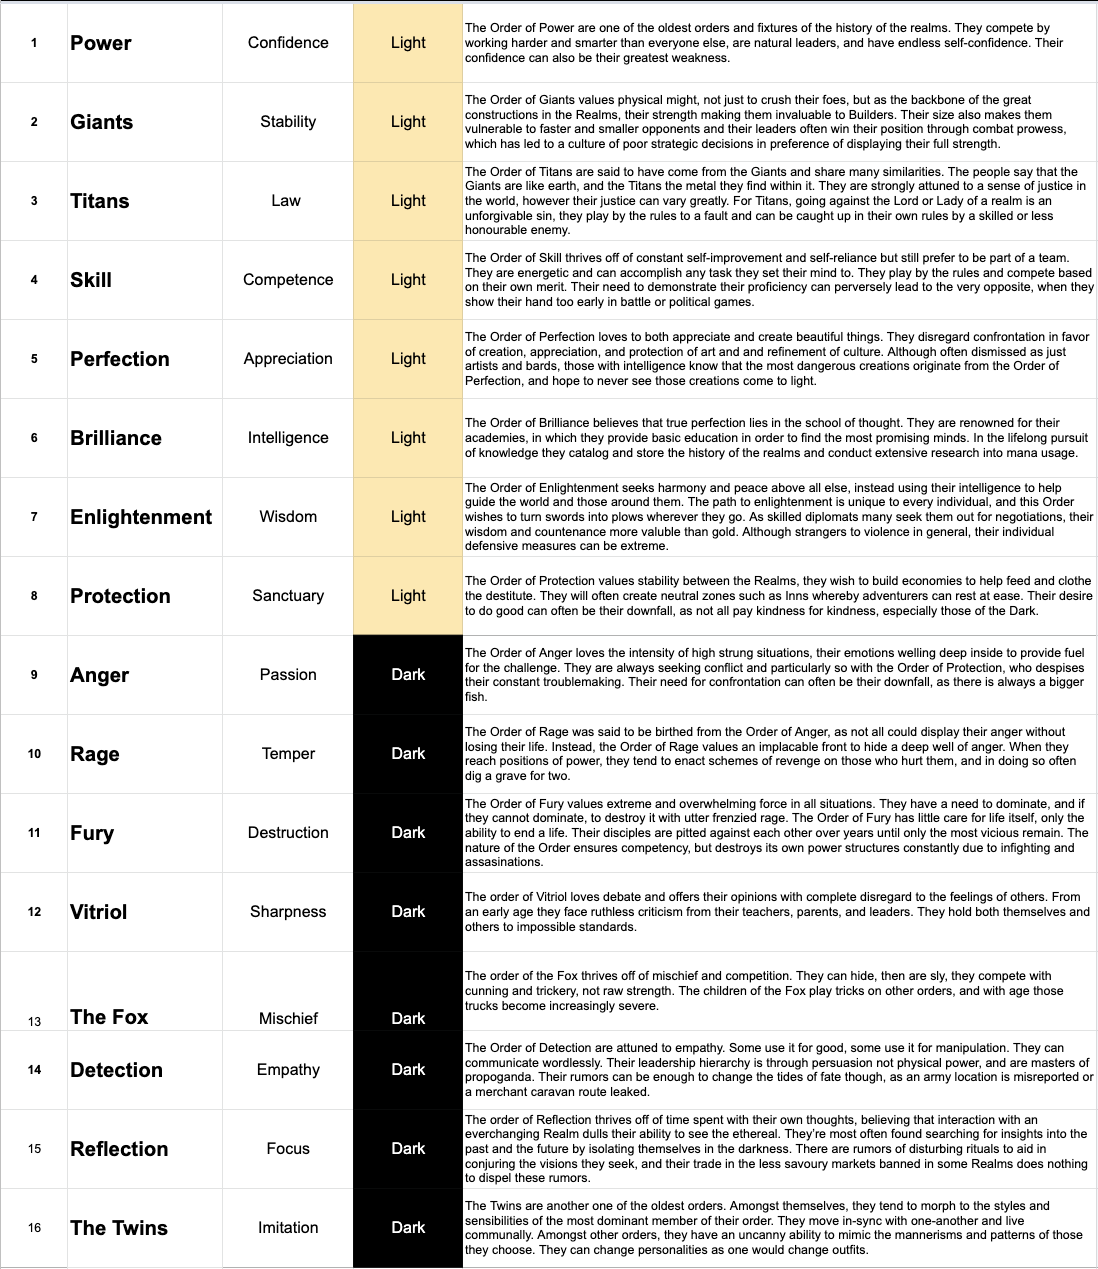 1 Power Confidence Light
The Order of Power are one of the oldest orders and fixtures of the history of the realms. They compete by
working harder and smarter than everyone else, are natural leaders, and have endless self-confidence. Their
confidence can also be their greatest weakness.
2 Giants Stability Light
The Order of Giants values physical might, not just to crush their foes, but as the backbone of the great
constructions in the Realms, their strength making them invaluable to Builders. Their size also makes them
vulnerable to faster and smaller opponents and their leaders often win their position through combat prowess,
which has led to a culture of poor strategic decisions in preference of displaying their full strength.
3 Titans Law Light
The Order of Titans are said to have come from the Giants and share many similarities. The people say that the
Giants are like earth, and the Titans the metal they find within it. They are strongly attuned to a sense of justice in
the world, however their justice can vary greatly. For Titans, going against the Lord or Lady of a realm is an
unforgivable sin, they play by the rules to a fault and can be caught up in their own rules by a skilled or less
honourable enemy.
4 Skill Competence Light
The Order of Skill thrives off of constant self-improvement and self-reliance but still prefer to be part of a team.
They are energetic and can accomplish any task they set their mind to. They play by the rules and compete based
on their own merit. Their need to demonstrate their proficiency can perversely lead to the very opposite, when they
show their hand too early in battle or political games.
5 Perfection Appreciation Light
The Order of Perfection loves to both appreciate and create beautiful things. They disregard confrontation in favor
of creation, appreciation, and protection of art and and refinement of culture. Although often dismissed as just
artists and bards, those with intelligence know that the most dangerous creations originate from the Order of
Perfection, and hope to never see those creations come to light.
6 Brilliance Intelligence Light
The Order of Brilliance believes that true perfection lies in the school of thought. They are renowned for their
academies, in which they provide basic education in order to find the most promising minds. In the lifelong pursuit
of knowledge they catalog and store the history of the realms and conduct extensive research into mana usage.
7 Enlightenment Wisdom Light
The Order of Enlightenment seeks harmony and peace above all else, instead using their intelligence to help
guide the world and those around them. The path to enlightenment is unique to every individual, and this Order
wishes to turn swords into plows wherever they go. As skilled diplomats many seek them out for negotiations, their
wisdom and countenance more valuble than gold. Although strangers to violence in general, their individual
defensive measures can be extreme.
8 Protection Sanctuary Light
The Order of Protection values stability between the Realms, they wish to build economies to help feed and clothe
the destitute. They will often create neutral zones such as Inns whereby adventurers can rest at ease. Their desire
to do good can often be their downfall, as not all pay kindness for kindness, especially those of the Dark.
9 Anger Passion Dark
The Order of Anger loves the intensity of high strung situations, their emotions welling deep inside to provide fuel
for the challenge. They are always seeking conflict and particularly so with the Order of Protection, who despises
their constant troublemaking. Their need for confrontation can often be their downfall, as there is always a bigger
fish.
10 Rage Temper Dark
The Order of Rage was said to be birthed from the Order of Anger, as not all could display their anger without
losing their life. Instead, the Order of Rage values an implacable front to hide a deep well of anger. When they
reach positions of power, they tend to enact schemes of revenge on those who hurt them, and in doing so often
dig a grave for two.
11 Fury Destruction Dark
The Order of Fury values extreme and overwhelming force in all situations. They have a need to dominate, and if
they cannot dominate, to destroy it with utter frenzied rage. The Order of Fury has little care for life itself, only the
ability to end a life. Their disciples are pitted against each other over years until only the most vicious remain. The
nature of the Order ensures competency, but destroys its own power structures constantly due to infighting and
assasinations.
12 Vitriol Sharpness Dark
The order of Vitriol loves debate and offers their opinions with complete disregard to the feelings of others. From
an early age they face ruthless criticism from their teachers, parents, and leaders. They hold both themselves and
others to impossible standards.
13 The Fox Mischief Dark
The order of the Fox thrives off of mischief and competition. They can hide, then are sly, they compete with
cunning and trickery, not raw strength. The children of the Fox play tricks on other orders, and with age those
trucks become increasingly severe.
14 Detection Empathy Dark
The Order of Detection are attuned to empathy. Some use it for good, some use it for manipulation. They can
communicate wordlessly. Their leadership hierarchy is through persuasion not physical power, and are masters of
propoganda. Their rumors can be enough to change the tides of fate though, as an army location is misreported or
a merchant caravan route leaked.
15 Reflection Focus Dark
The order of Reflection thrives off of time spent with their own thoughts, believing that interaction with an
everchanging Realm dulls their ability to see the ethereal. They're most often found searching for insights into the
past and the future by isolating themselves in the darkness. There are rumors of disturbing rituals to aid in
conjuring the visions they seek, and their trade in the less savoury markets banned in some Realms does nothing
to dispel these rumors.
16 The Twins Imitation Dark
The Twins are another one of the oldest orders. Amongst themselves, they tend to morph to the styles and
sensibilities of the most dominant member of their order. They move in-sync with one-another and live
communally. Amongst other orders, they have an uncanny ability to mimic the mannerisms and patterns of those
they choose. They can change personalities as one would change outfits.